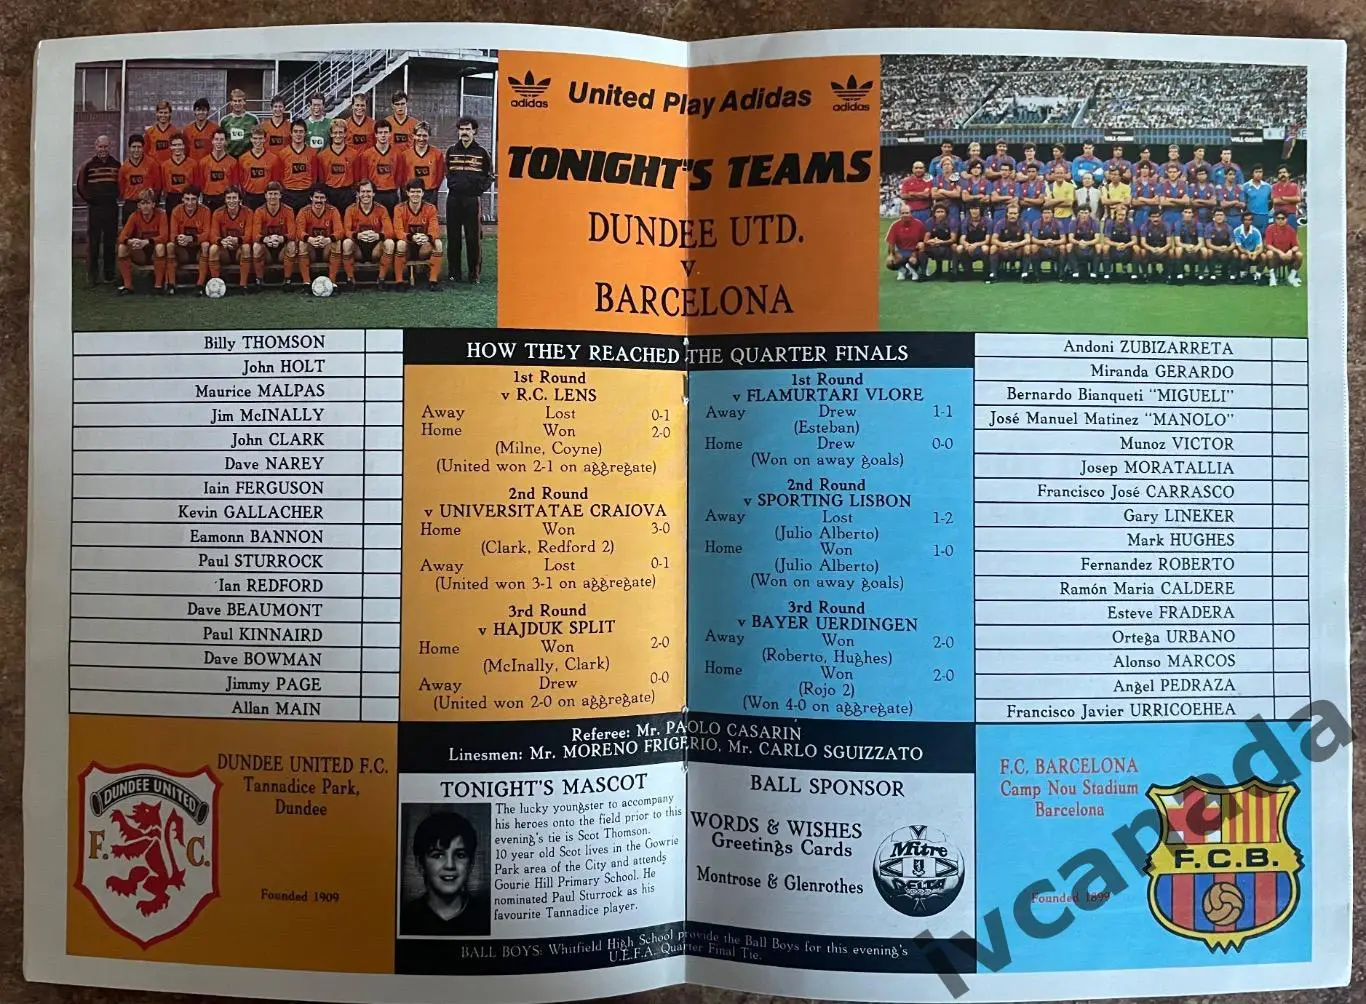 adidas
United Play Adidas
adidas
TONIGHT'S TEAMS
DUNDEE UTD.
v
BARCELONA
Billy THOMSON
John HOLT
Maurice MALPAS
Jim McINALLY
John CLARK
Dave NAREY
Iain FERGUSON
Kevin GALLACHER
Eamonn BANNON
Paul STURROCK
Ian REDFORD
Dave BEAUMONT
Paul KINNAIRD
Dave BOWMAN
Jimmy PAGE
Allan MAIN
HOW THEY REACHED THE QUARTER FINALS
1st Round
v R.C. LENS
Away Lost 0-1
Home Won 2-0
(Milne, Coyne)
(United won 2-1 on aggregate)
2nd Round
v UNIVERSITATAE CRAIOVA
Home Won 3-0
(Clark, Redford 2)
Away Lost 0-1
(United won 3-1 on aggregate)
3rd Round
v HAJDUK SPLIT
Home Won 2-0
(McInally, Clark)
Away Drew 0-0
(United won 2-0 on aggregate)
1st Round
v FLAMURTARI VLORE
Away Drew 1-1
(Esteban)
Home Drew 0-0
(Won on away goals)
2nd Round
v SPORTING LISBON
Away Lost 1-2
(Julio Alberto)
Home Won 1-0
(Julio Alberto)
(Won on away goals)
3rd Round
v BAYER UERDINGEN
Away Won 2-0
(Roberto, Hughes)
Home Won 2-0
(Rojo 2)
(Won 4-0 on aggregate)
Andoni ZUBIZARRETA
Miranda GERARDO
Bernardo Bianqueti "MIGUELI"
José Manuel Matinez "MANOLO"
Munoz VICTOR
Josep MORATALLIA
Francisco José CARRASCO
Gary LINEKER
Mark HUGHES
Fernandez ROBERTO
Ramón Maria CALDERE
Esteve FRADERA
Ortega URBANO
Alonso MARCOS
Angel PEDRAZA
Francisco Javier URRICOEHEA
Referee: Mr. PAOLO CASARIN
Linesmen: Mr. MORENO FRIGERIO, Mr. CARLO SGUIZZATO
DUNDEE UNITED
F. C.
DUNDEE UNITED F.C.
Tannadice Park,
Dundee
Founded 1909
TONIGHT'S MASCOT
The lucky youngster to accompany
his heroes onto the field prior to this
evening's tie is Scot Thomson.
10 year old Scot lives in the Gowrie
Park area of the City and attends
Gourie Hill Primary School. He
nominated Paul Sturrock as his
favourite Tannadice player.
BALL SPONSOR
WORDS & WISHES
Greetings Cards
Montrose & Glenrothes
Mitre
DELTA
BALL BOYS: Whitfield High School provide the Ball Boys for this evening's
U.E.F.A. Quarter Final Tie.
F.C. BARCELONA
Camp Nou Stadium
Barcelona
Founded 1899
F.C.B.
ivcanada